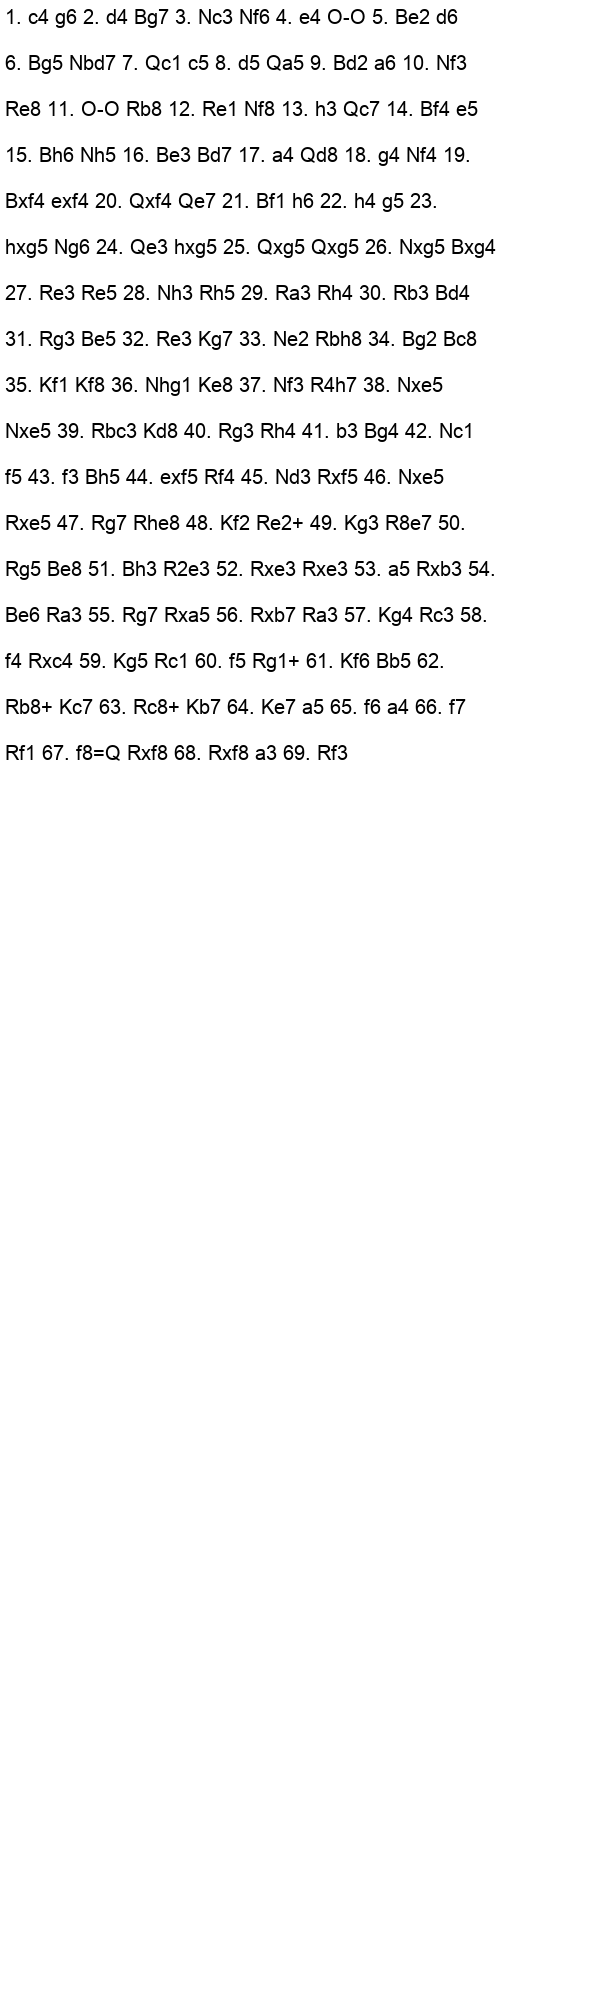 1. c4 g6 2. d4 Bg7 3. Nc3 Nf6 4. e4 O-O 5. Be2 d6
6. Bg5 Nbd7 7. Qc1 c5 8. d5 Qa5 9. Bd2 a6 10. Nf3
Re8 11. O-O Rb8 12. Re1 Nf8 13. h3 Qc7 14. Bf4 e5
15. Bh6 Nh5 16. Be3 Bd7 17. a4 Qd8 18. g4 Nf4 19.
Bxf4 exf4 20. Qxf4 Qe7 21. Bf1 h6 22. h4 g5 23.
hxg5 Ng6 24. Qe3 hxg5 25. Qxg5 Qxg5 26. Nxg5 Bxg4
27. Re3 Re5 28. Nh3 Rh5 29. Ra3 Rh4 30. Rb3 Bd4
31. Rg3 Be5 32. Re3 Kg7 33. Ne2 Rbh8 34. Bg2 Bc8
35. Kf1 Kf8 36. Nhg1 Ke8 37. Nf3 R4h7 38. Nxe5
Nxe5 39. Rbc3 Kd8 40. Rg3 Rh4 41. b3 Bg4 42. Nc1
f5 43. f3 Bh5 44. exf5 Rf4 45. Nd3 Rxf5 46. Nxe5
Rxe5 47. Rg7 Rhe8 48. Kf2 Re2+ 49. Kg3 R8e7 50.
Rg5 Be8 51. Bh3 R2e3 52. Rxe3 Rxe3 53. a5 Rxb3 54.
Be6 Ra3 55. Rg7 Rxa5 56. Rxb7 Ra3 57. Kg4 Rc3 58.
f4 Rxc4 59. Kg5 Rc1 60. f5 Rg1+ 61. Kf6 Bb5 62.
Rb8+ Kc7 63. Rc8+ Kb7 64. Ke7 a5 65. f6 a4 66. f7
Rf1 67. f8=Q Rxf8 68. Rxf8 a3 69. Rf3